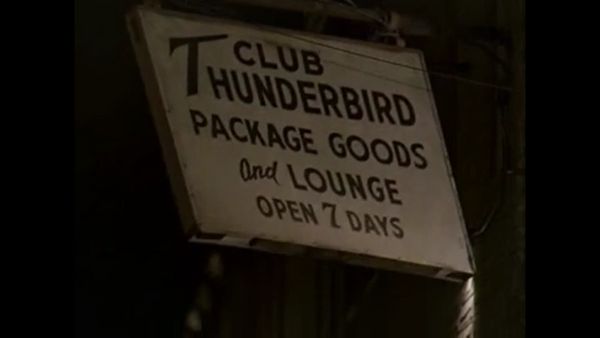 CLUB
THUNDERBIRD
PACKAGE GOODS
and LOUNGE
OPEN 7 DAYS